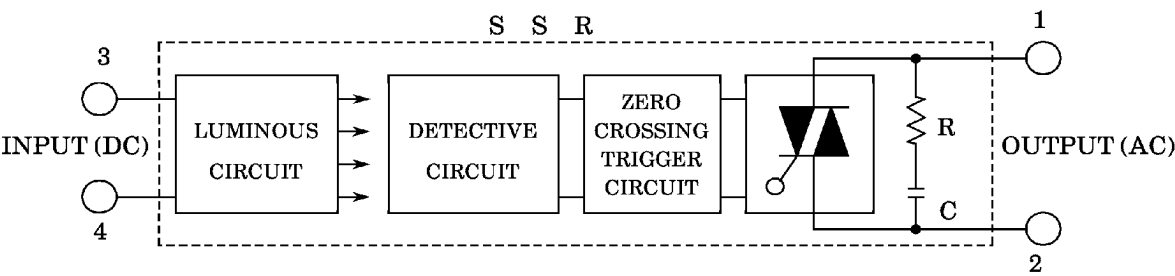 S S R
1
3
INPUT (DC)
4
LUMINOUS
CIRCUIT
DETECTIVE
CIRCUIT
ZERO
CROSSING
TRIGGER
CIRCUIT
R
C
OUTPUT (AC)
2